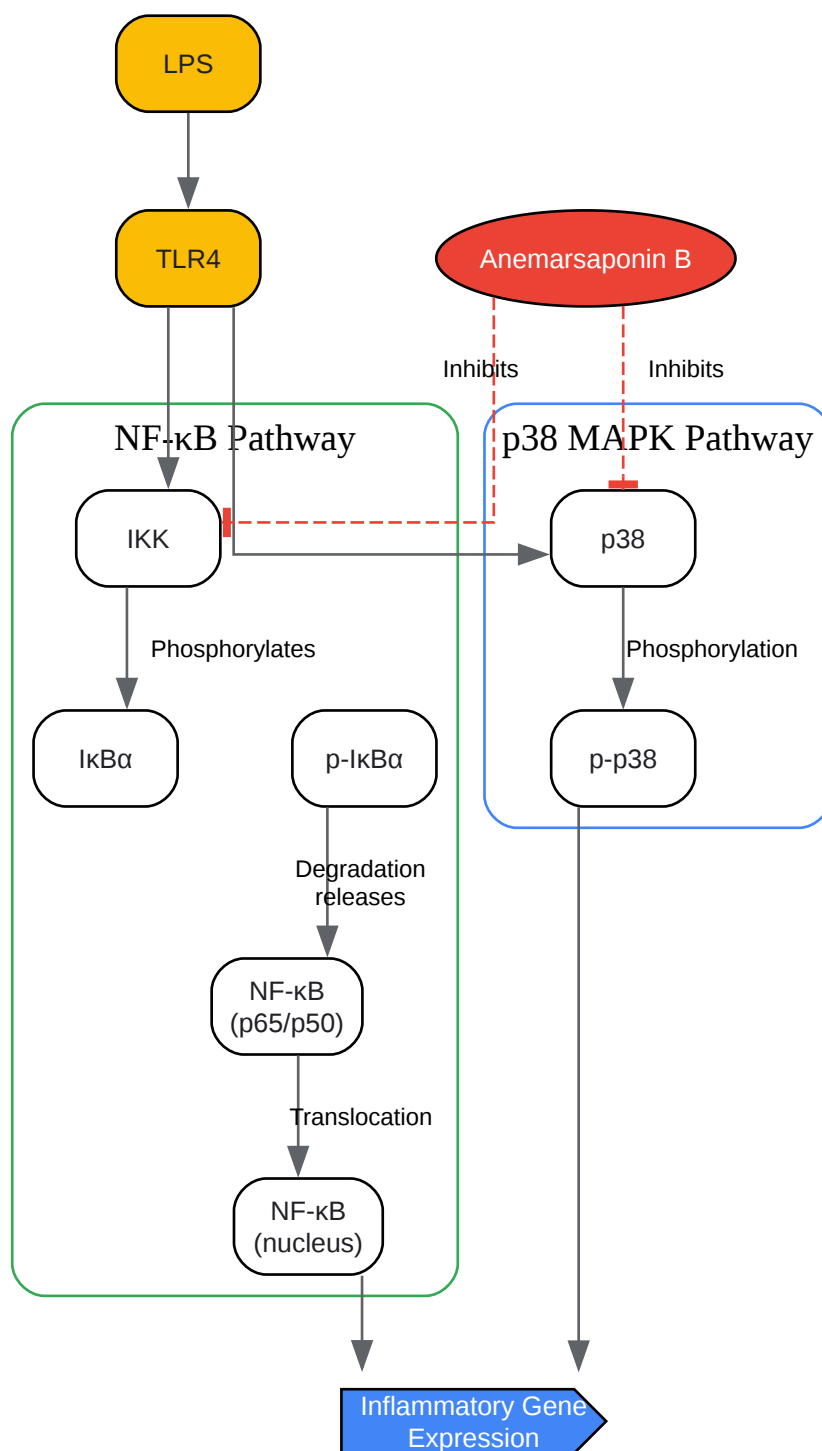 LPS
TLR4
Anemarsaponin B
Inhibits
Inhibits
NF-κB Pathway
p38 MAPK Pathway
IKK
p38
Phosphorylates
Phosphorylation
IκBα
p-IκBα
p-p38
Degradation
releases
NF-κB
(p65/p50)
Translocation
NF-κB
(nucleus)
Inflammatory Gene
Expression